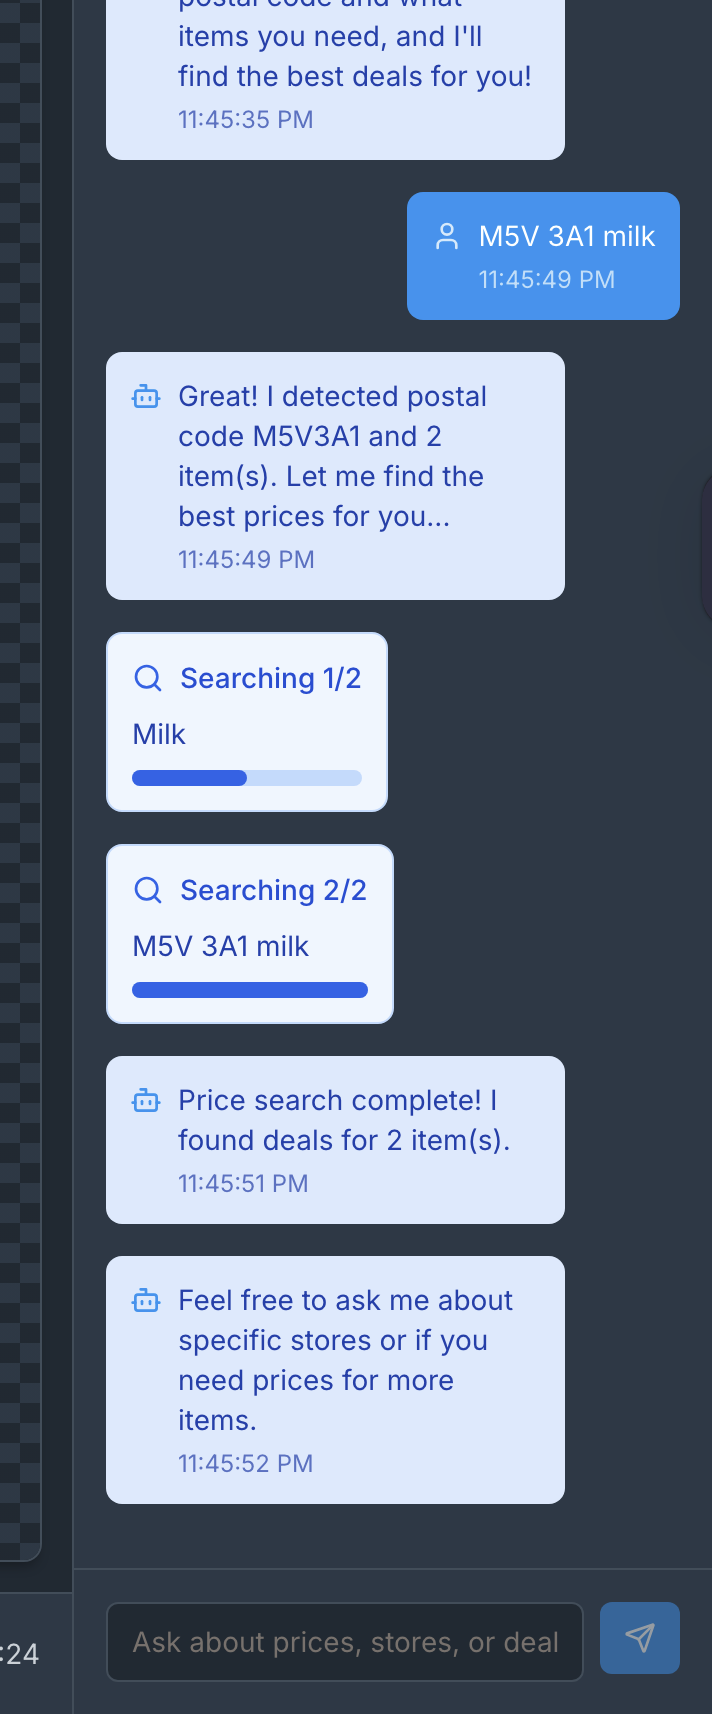 postal code and what
items you need, and I'll
find the best deals for you!
11:45:35 PM
M5V 3A1 milk
11:45:49 PM
Great! I detected postal
code M5V3A1 and 2
item(s). Let me find the
best prices for you...
11:45:49 PM
Searching 1/2
Milk
Searching 2/2
M5V 3A1 milk
Price search complete! I
found deals for 2 item(s).
11:45:51 PM
Feel free to ask me about
specific stores or if you
need prices for more
items.
11:45:52 PM
Ask about prices, stores, or deal
:24